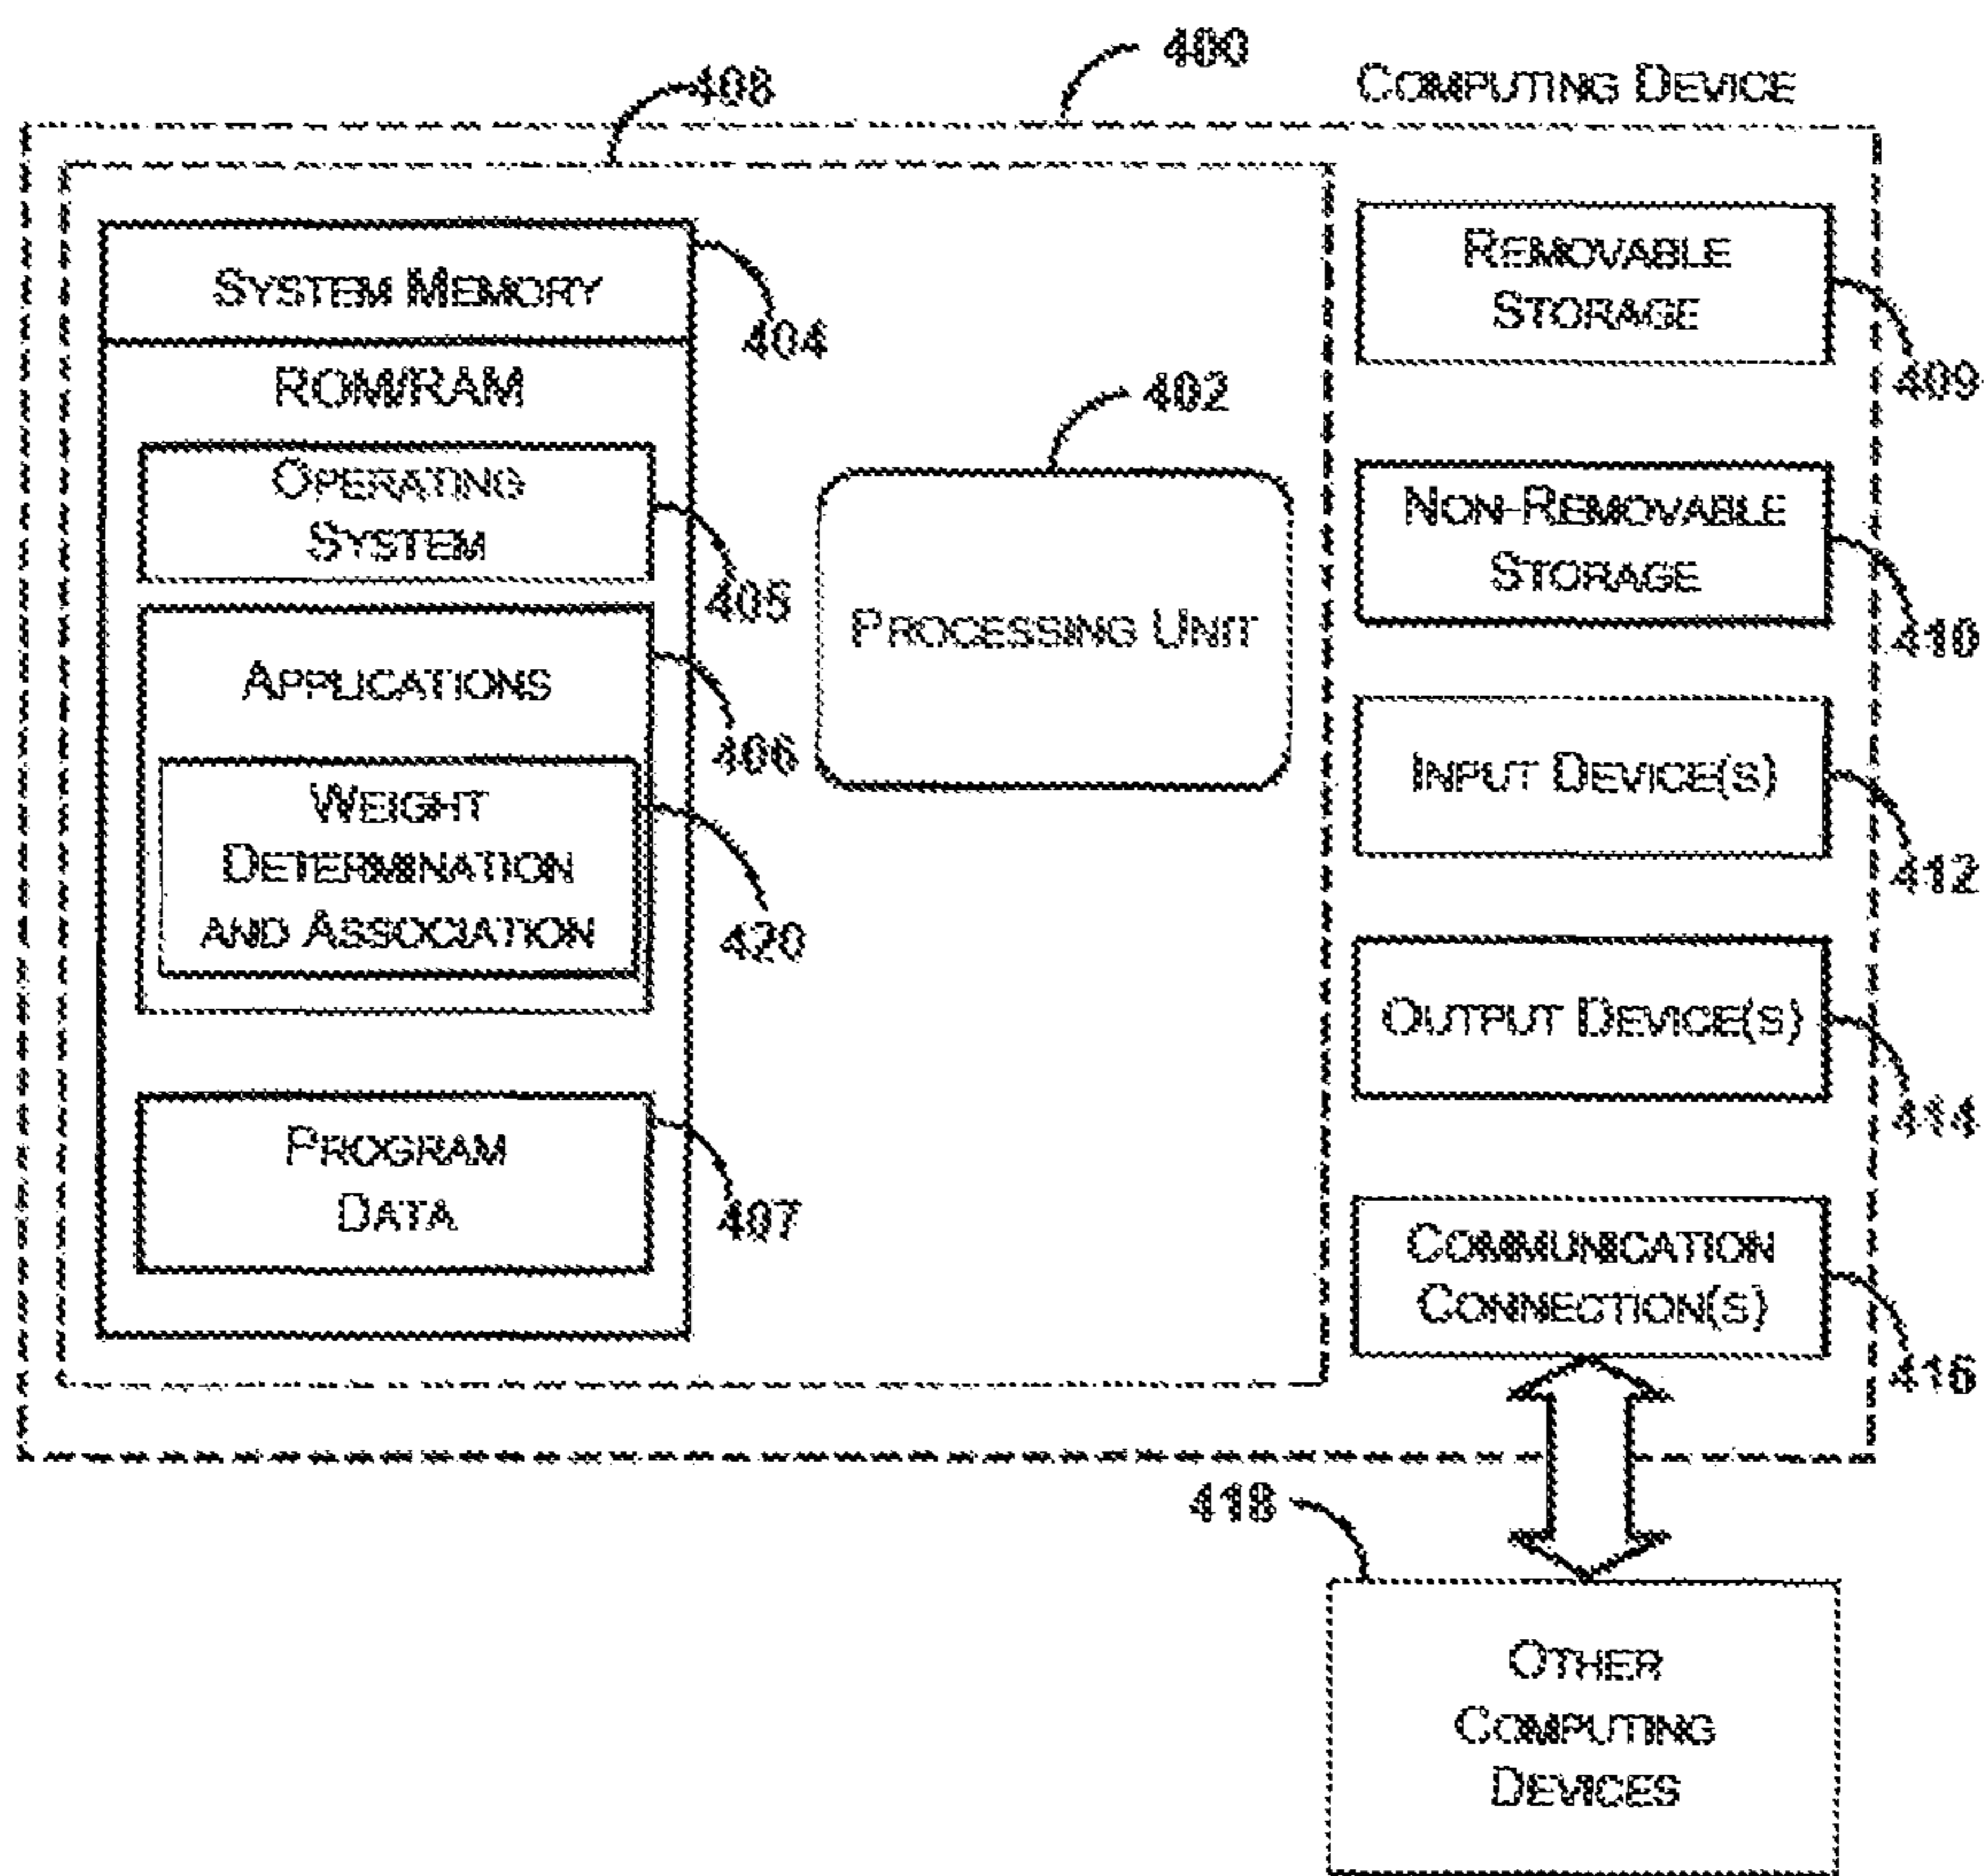 400
COMPUTING DEVICE
408
SYSTEM MEMORY
404
ROM/RAM
OPERATING
SYSTEM
405
APPLICATIONS
406
WEIGHT
DETERMINATION
AND ASSOCIATION
420
PROGRAM
DATA
407
402
PROCESSING UNIT
REMOVABLE
STORAGE
409
NON-REMOVABLE
STORAGE
410
INPUT DEVICE(S)
412
OUTPUT DEVICE(S)
414
COMMUNICATION
CONNECTION(S)
416
418
OTHER
COMPUTING
DEVICES